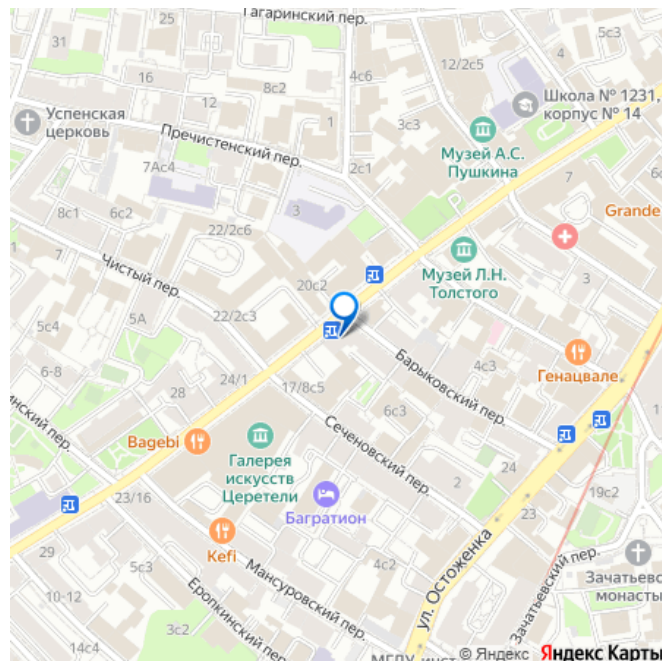 Гагаринский пер.
31
25
16
8с2
4с6
12/2с5
4
5
6
Школа № 1231,
корпус № 14
Успенская
церковь
Пречистенский пер.
1
3с3
Музей А.С.
Пушкина
7Ас4
2с1
7
8с1
6с2
3
Grande
22/2с6
7
Чистый пер.
Музей Л.Н.
Толстого
3
20с2
5с4
5А
22/2с3
6-8
28
24/1
17/8с5
Барыковский пер.
4с3
Генацвале
6с3
Bagebi
Сеченовский пер.
Галерея
искусств
Церетели
24
23/16
2
19с2
Багратион
23
29
Kefi
5с3
4с2
Мансуровский пер.
ул. Остоженка
Зачатьевский пер.
10-12
Еропкинский пер.
3с2
14с4
© Яндекс Яндекс Карты